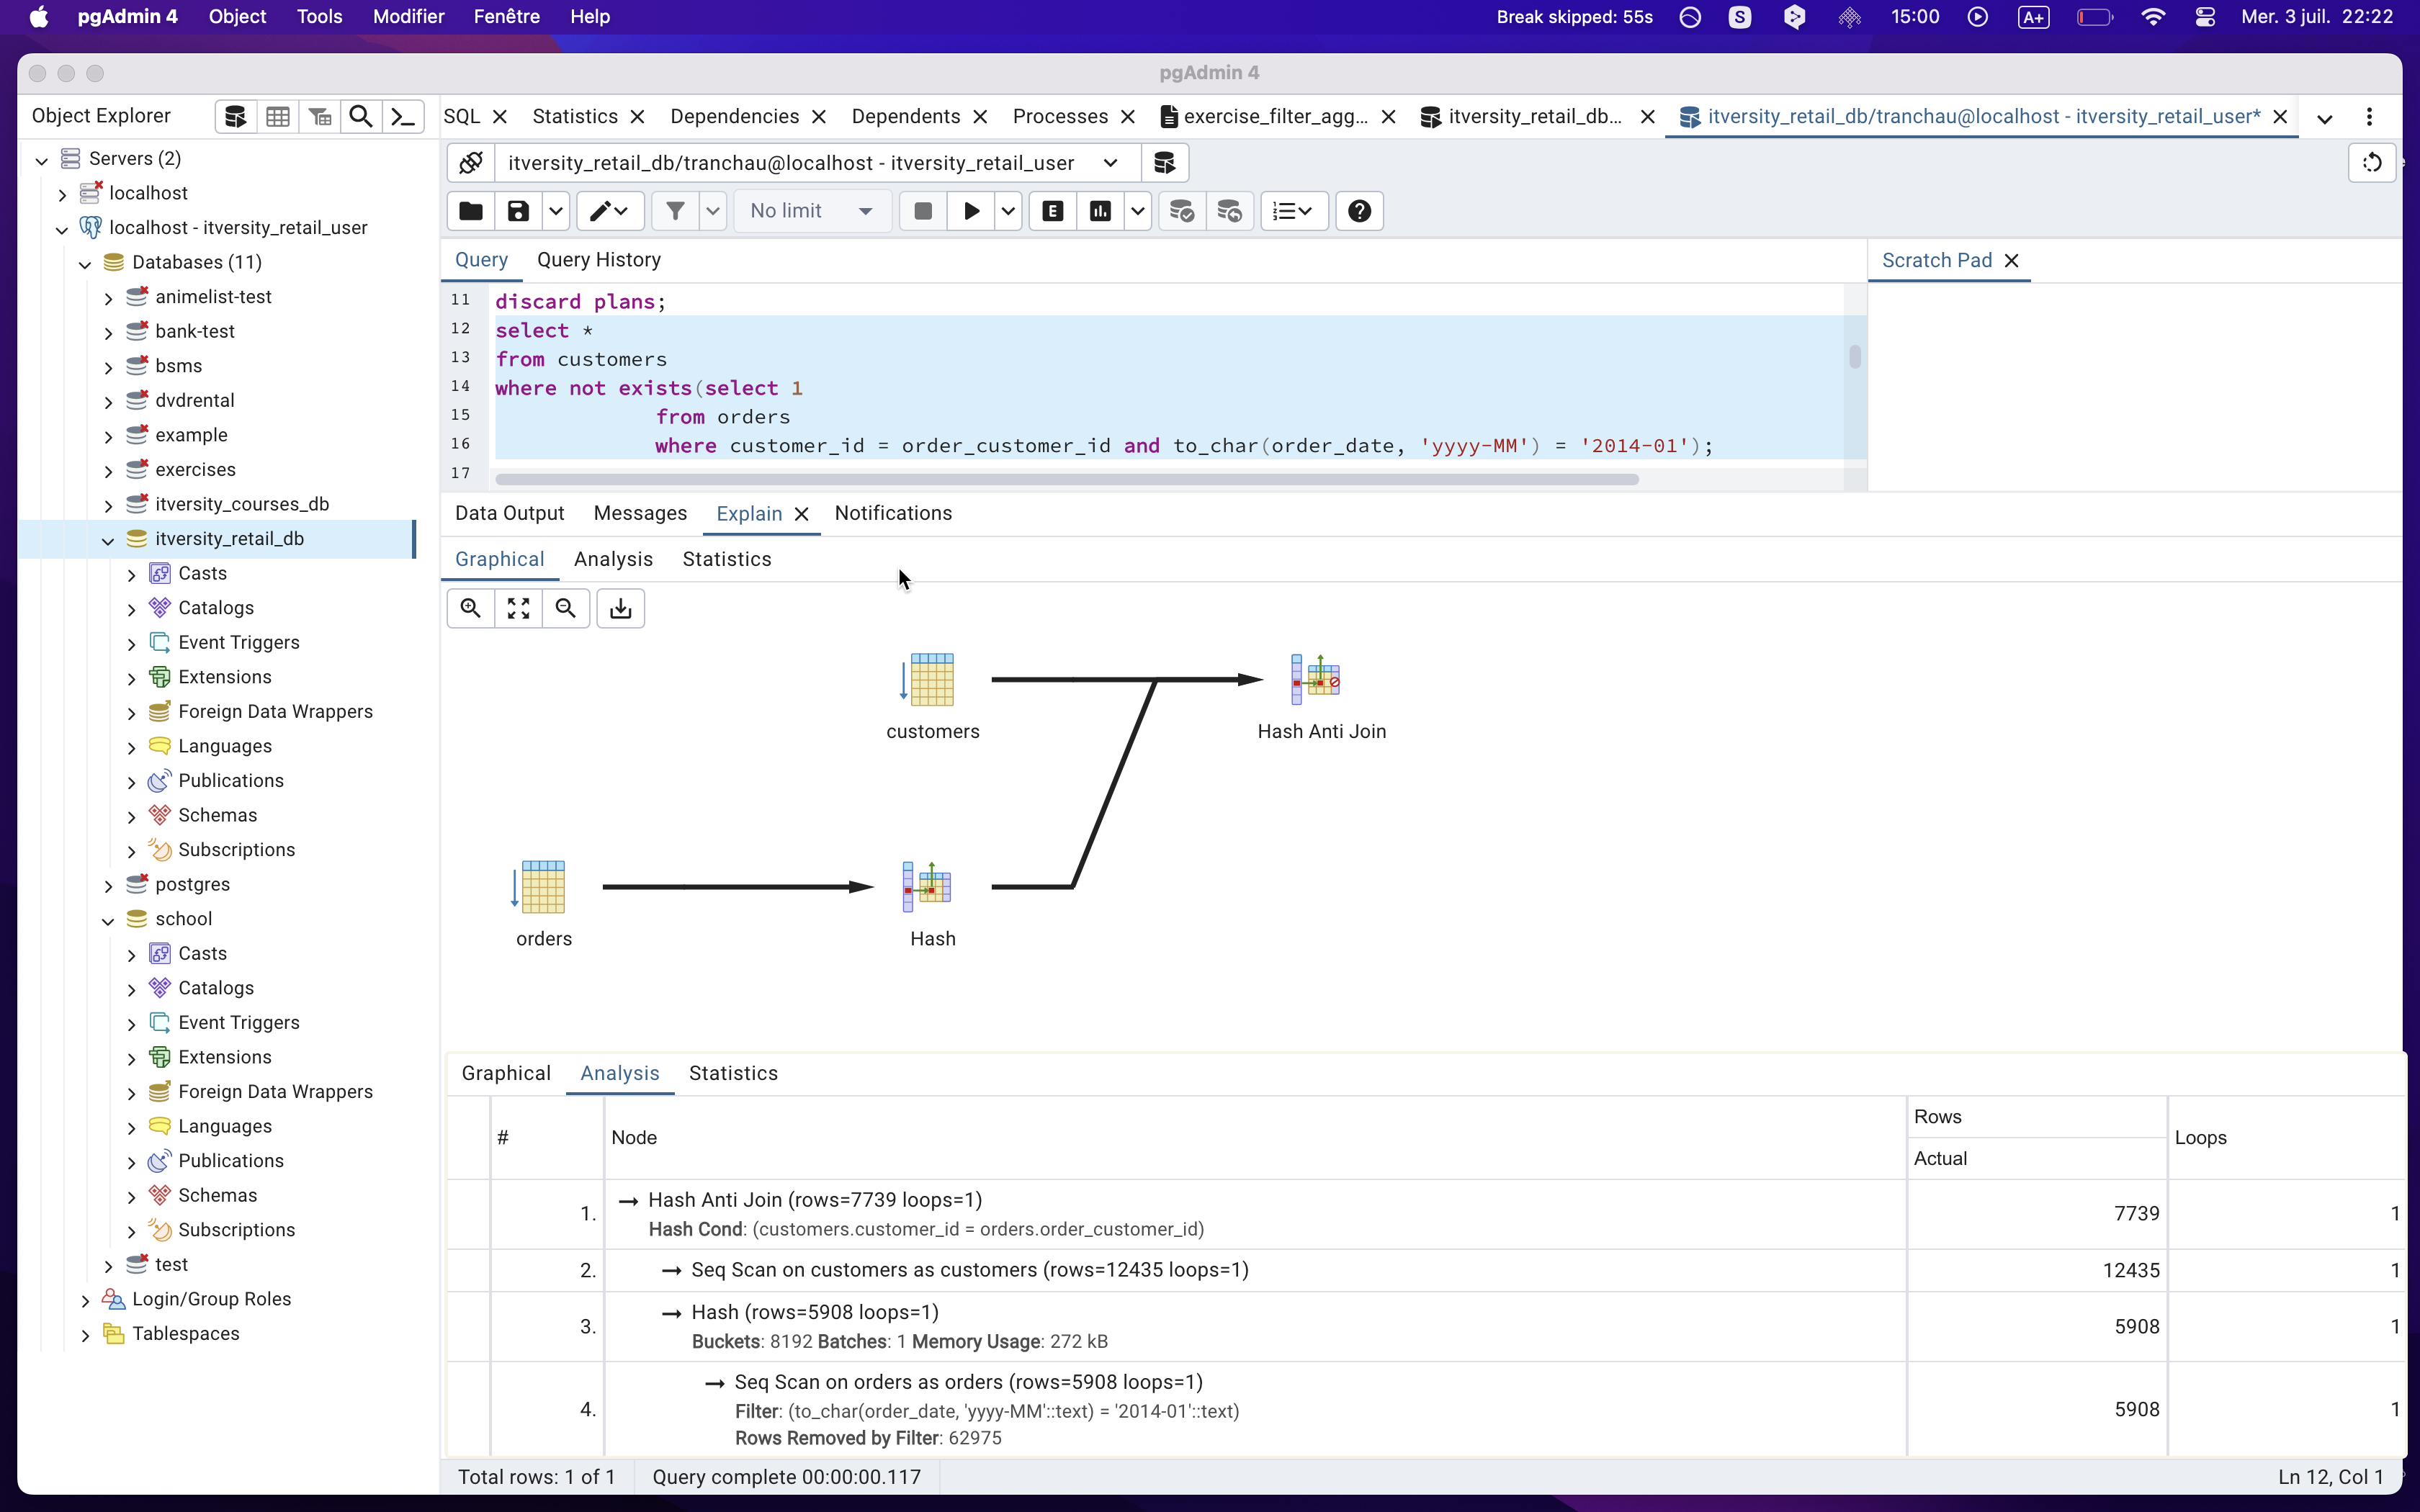 pgAdmin 4 Object Tools Modifier Fenêtre Help Break skipped: 55s S 15:00 A+ Mer. 3 juil. 22:22
pgAdmin 4
Object Explorer
SQL Statistics Dependencies Dependents Processes exercise_filter_agg... itversity_retail_db... itversity_retail_db/tranchau@localhost - itversity_retail_user*
Servers (2)
localhost
localhost - itversity_retail_user
Databases (11)
animelist-test
bank-test
bsms
dvdrental
example
exercises
itversity_courses_db
itversity_retail_db
Casts
Catalogs
Event Triggers
Extensions
Foreign Data Wrappers
Languages
Publications
Schemas
Subscriptions
postgres
school
Casts
Catalogs
Event Triggers
Extensions
Foreign Data Wrappers
Languages
Publications
Schemas
Subscriptions
test
Login/Group Roles
Tablespaces
itversity_retail_db/tranchau@localhost - itversity_retail_user
No limit E
Query Query History
Scratch Pad
11 discard plans;
12 select *
13 from customers
14 where not exists(select 1
15 from orders
16 where customer_id = order_customer_id and to_char(order_date, 'yyyy-MM') = '2014-01');
17
Data Output Messages Explain Notifications
Graphical Analysis Statistics
customers
Hash Anti Join
orders
Hash
Graphical Analysis Statistics
# Node Rows Loops
Actual
1. → Hash Anti Join (rows=7739 loops=1) 7739 1
Hash Cond: (customers.customer_id = orders.order_customer_id)
2. → Seq Scan on customers as customers (rows=12435 loops=1) 12435 1
3. → Hash (rows=5908 loops=1) 5908 1
Buckets: 8192 Batches: 1 Memory Usage: 272 kB
4. → Seq Scan on orders as orders (rows=5908 loops=1) 5908 1
Filter: (to_char(order_date, 'yyyy-MM'::text) = '2014-01'::text)
Rows Removed by Filter: 62975
Total rows: 1 of 1 Query complete 00:00:00.117 Ln 12, Col 1